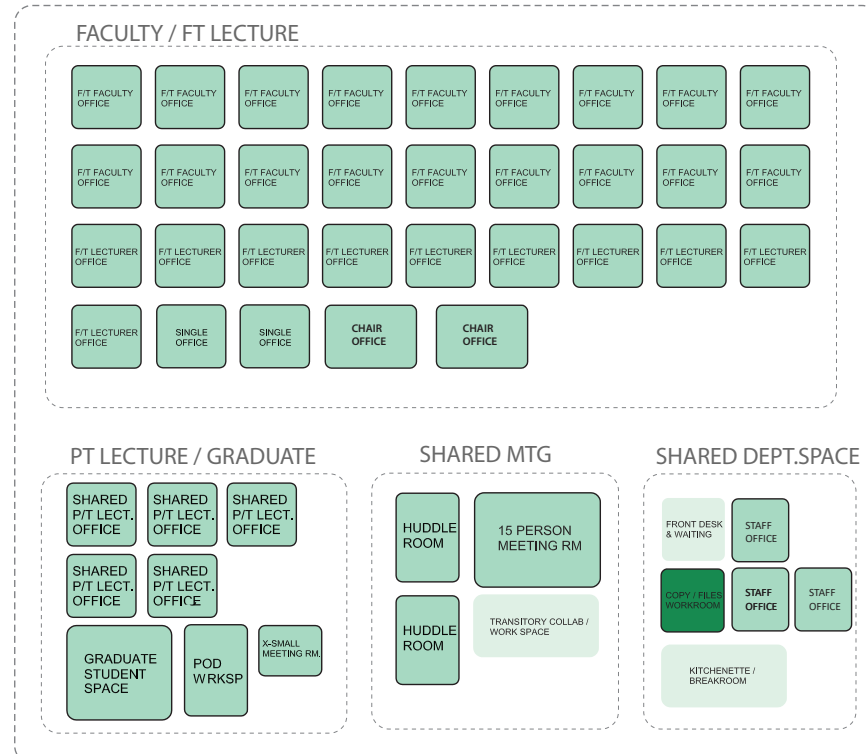 FACULTY / FT LECTURE
F/T FACULTY
OFFICE
F/T FACULTY
OFFICE
F/T FACULTY
OFFICE
F/T FACULTY
OFFICE
F/T FACULTY
OFFICE
F/T FACULTY
OFFICE
F/T FACULTY
OFFICE
F/T FACULTY
OFFICE
F/T FACULTY
OFFICE
F/T FACULTY
OFFICE
F/T FACULTY
OFFICE
F/T FACULTY
OFFICE
F/T FACULTY
OFFICE
F/T FACULTY
OFFICE
F/T FACULTY
OFFICE
F/T FACULTY
OFFICE
F/T FACULTY
OFFICE
F/T FACULTY
OFFICE
F/T LECTURER
OFFICE
F/T LECTURER
OFFICE
F/T LECTURER
OFFICE
F/T LECTURER
OFFICE
F/T LECTURER
OFFICE
F/T LECTURER
OFFICE
F/T LECTURER
OFFICE
F/T LECTURER
OFFICE
F/T LECTURER
OFFICE
F/T LECTURER
OFFICE
SINGLE
OFFICE
SINGLE
OFFICE
CHAIR
OFFICE
CHAIR
OFFICE
PT LECTURE / GRADUATE
SHARED
P/T LECT.
OFFICE
SHARED
P/T LECT.
OFFICE
SHARED
P/T LECT.
OFFICE
SHARED
P/T LECT.
OFFICE
SHARED
P/T LECT.
OFFICE
GRADUATE
STUDENT
SPACE
POD
WRKSP
X-SMALL
MEETING RM.
SHARED MTG
HUDDLE
ROOM
15 PERSON
MEETING RM
HUDDLE
ROOM
TRANSITORY COLLAB /
WORK SPACE
SHARED DEPT.SPACE
FRONT DESK
& WAITING
STAFF
OFFICE
COPY / FILES
WORKROOM
STAFF
OFFICE
STAFF
OFFICE
KITCHENETTE /
BREAKROOM